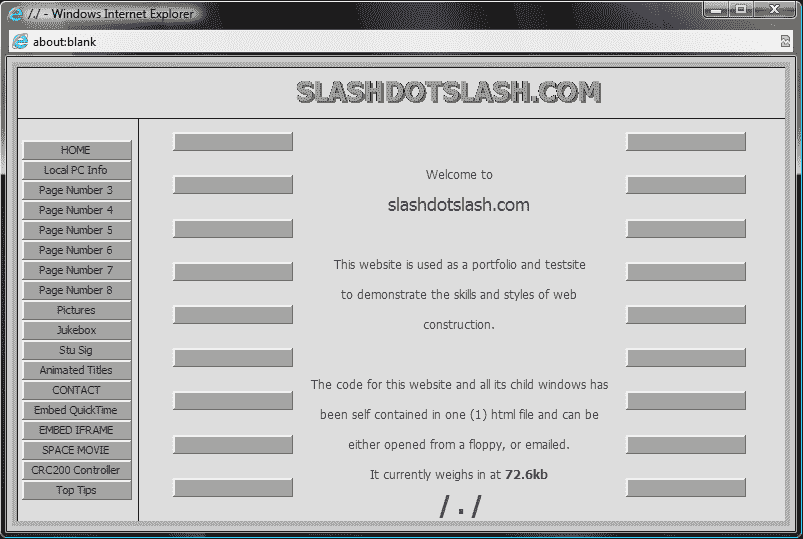 /./ - Windows Internet Explorer
about:blank
SLASHDOTSLASH.COM
HOME
Local PC Info
Page Number 3
Page Number 4
Page Number 5
Page Number 6
Page Number 7
Page Number 8
Pictures
Jukebox
Stu Sig
Animated Titles
CONTACT
Embed QuickTime
EMBED IFRAME
SPACE MOVIE
CRC200 Controller
Top Tips
Welcome to
slashdotslash.com
This website is used as a portfolio and testsite
to demonstrate the skills and styles of web
construction.
The code for this website and all its child windows has
been self contained in one (1) html file and can be
either opened from a floppy, or emailed.
It currently weighs in at 72.6kb
/ . /